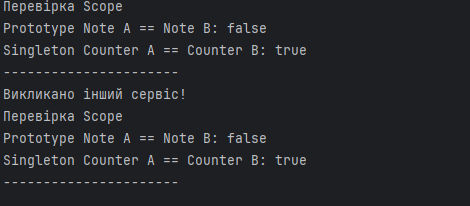 Перевірка Scope
Prototype Note A == Note B: false
Singleton Counter A == Counter B: true
----------------------
Викликано інший сервіс!
Перевірка Scope
Prototype Note A == Note B: false
Singleton Counter A == Counter B: true
----------------------